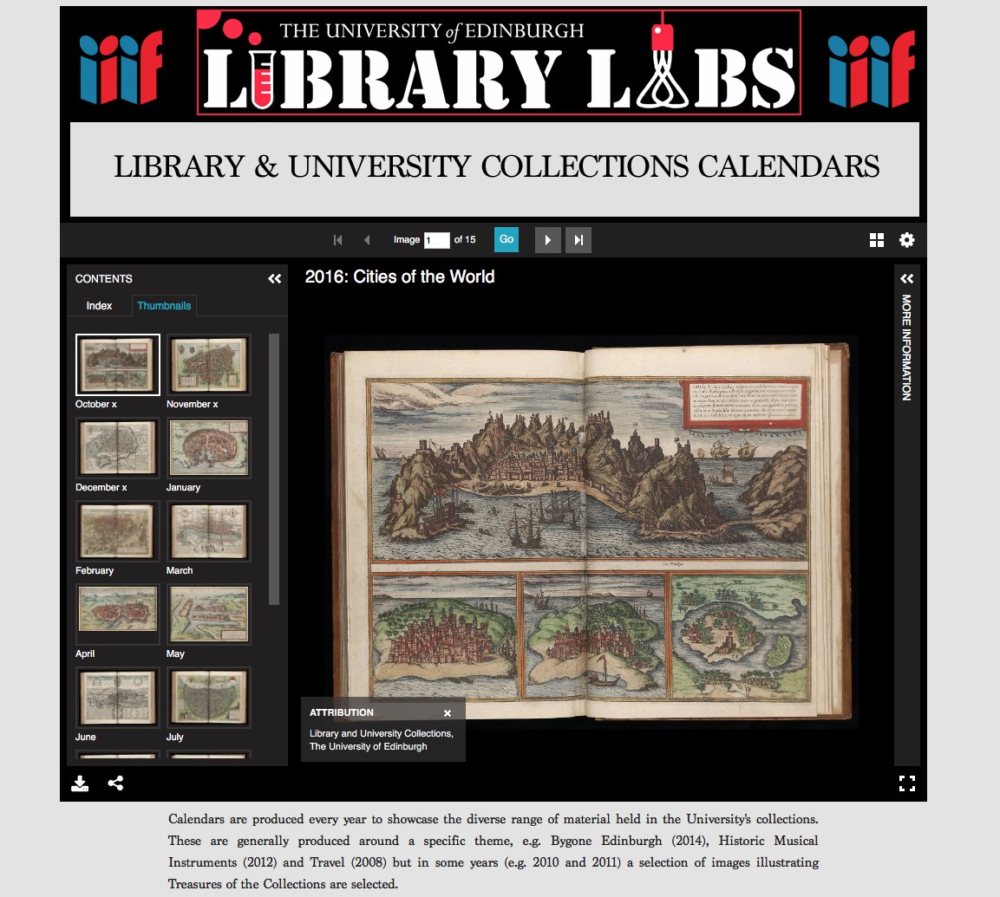 iiif
THE UNIVERSITY of EDINBURGH
LIBRARY LABS
iiif
LIBRARY & UNIVERSITY COLLECTIONS CALENDARS
Image 1 of 15 Go
CONTENTS
Index Thumbnails
October x November x
December x January
February March
April May
June July
2016: Cities of the World
MORE INFORMATION
ATTRIBUTION
Library and University Collections,
The University of Edinburgh
Calendars are produced every year to showcase the diverse range of material held in the University's collections.
These are generally produced around a specific theme, e.g. Bygone Edinburgh (2014), Historic Musical
Instruments (2012) and Travel (2008) but in some years (e.g. 2010 and 2011) a selection of images illustrating
Treasures of the Collections are selected.